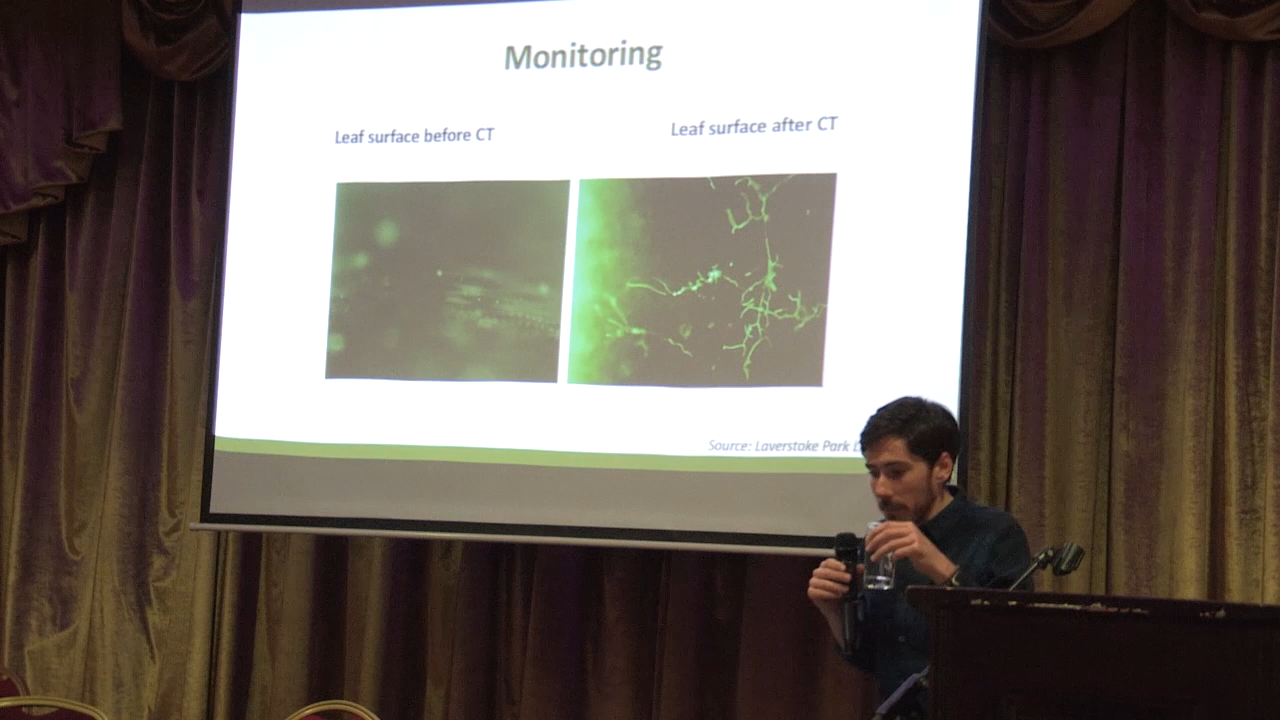 Monitoring
Leaf surface before CT
Leaf surface after CT
Source: Laverstoke Park